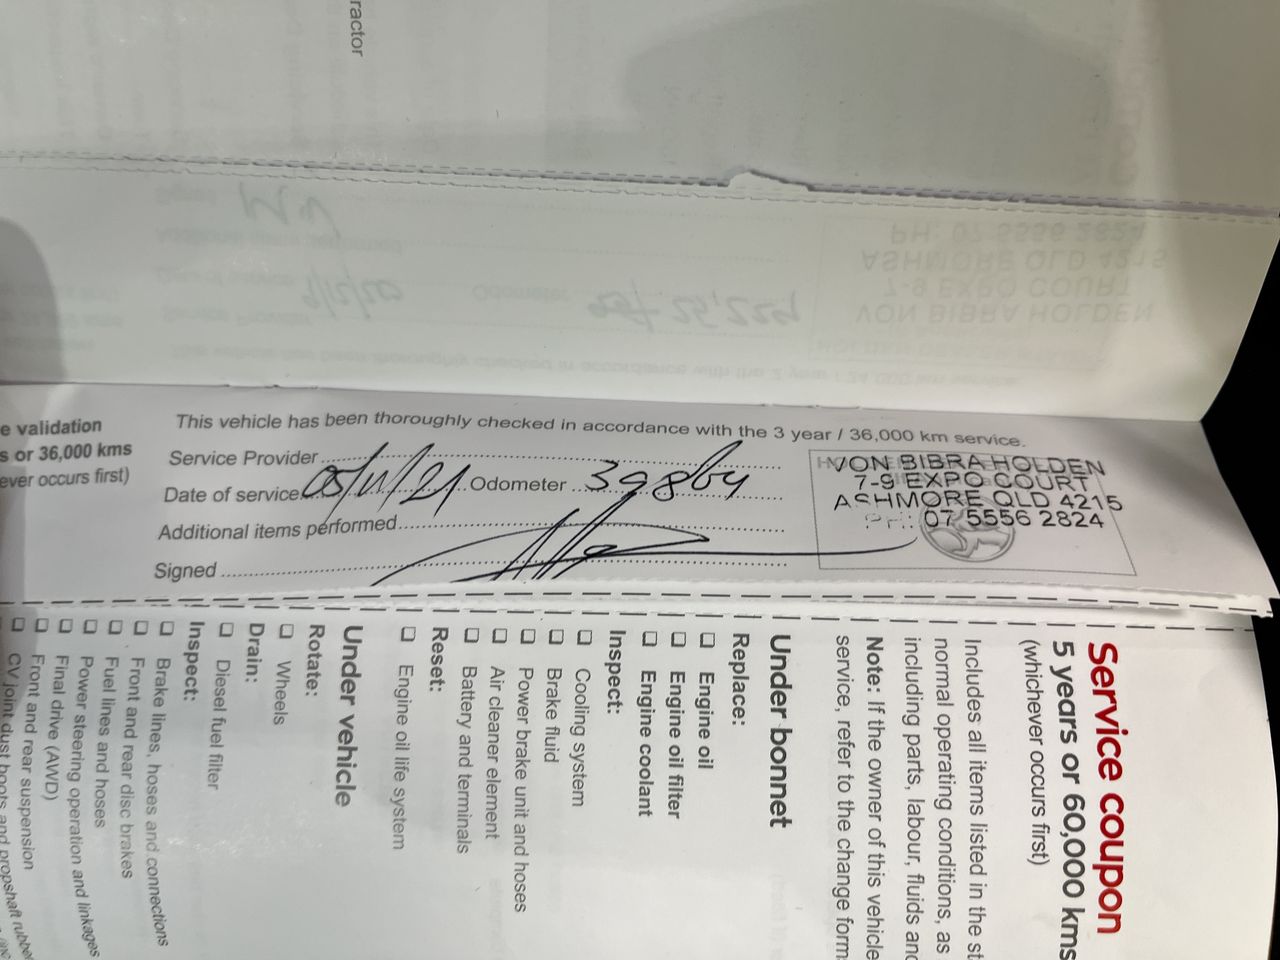 ractor
e validation
s or 36,000 kms
ever occurs first)
This vehicle has been thoroughly checked in accordance with the 3 year / 36,000 km service.
Service Provider
Date of service 05/11/21 Odometer 39864
Additional items performed
Signed
VON BIBRA HOLDEN
7-9 EXPO COURT
ASHMORE QLD 4215
PH: 07 5556 2824
Service coupon
5 years or 60,000 kms
(whichever occurs first)
Includes all items listed in the st
normal operating conditions, as
including parts, labour, fluids and
Note: If the owner of this vehicle
service, refer to the change form
Under bonnet
Replace:
Engine oil
Engine oil filter
Engine coolant
Inspect:
Cooling system
Brake fluid
Power brake unit and hoses
Air cleaner element
Battery and terminals
Reset:
Engine oil life system
Under vehicle
Rotate:
Wheels
Drain:
Diesel fuel filter
Inspect:
Brake lines, hoses and connections
Front and rear disc brakes
Fuel lines and hoses
Power steering operation and linkages
Final drive (AWD)
Front and rear suspension
CV joint dust boots and propshaft rubber